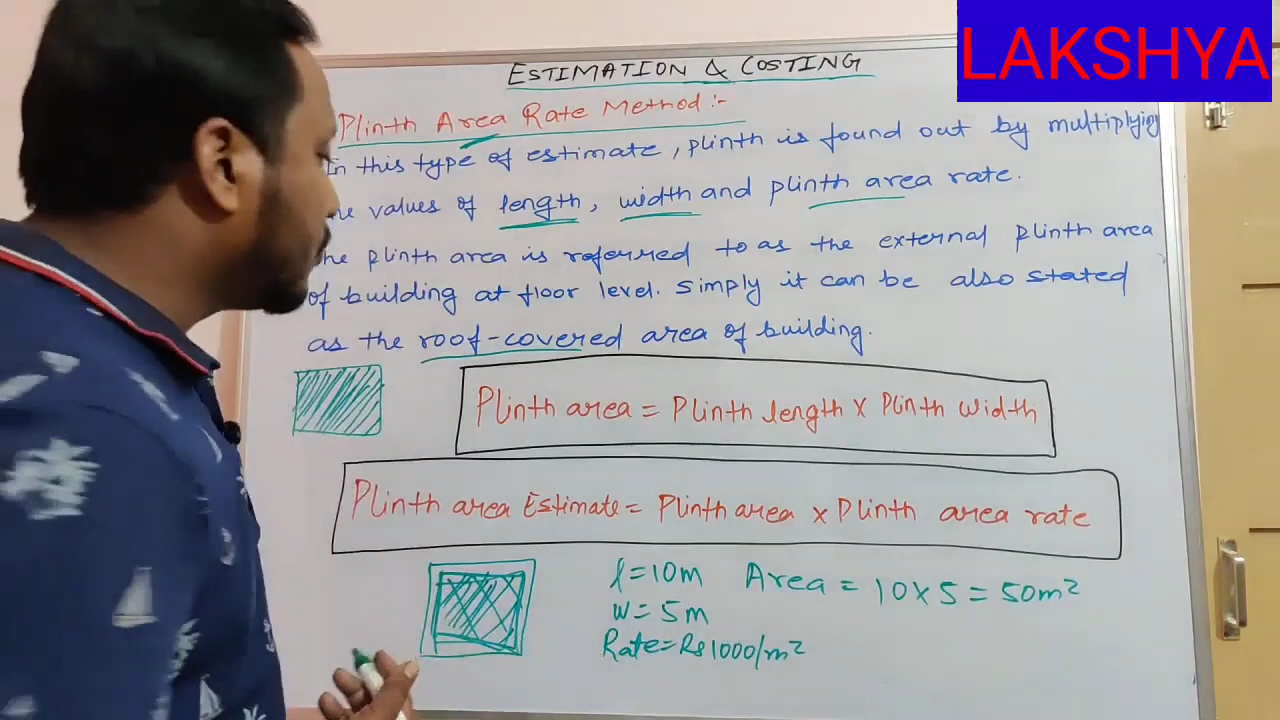 LAKSHYA
ESTIMATION & COSTING
Plinth Area Rate Method :-
In this type of estimate, plinth is found out by multiplying
he values of length, width and plinth area rate.
he plinth area is referred to as the external plinth area
of building at floor level. Simply it can be also stated
as the roof-covered area of building.
Plinth area = Plinth length x Plinth width
Plinth area Estimate = Plinth area x Plinth area rate
l = 10m Area = 10 x 5 = 50m²
w = 5m
Rate = Rs 1000/m²